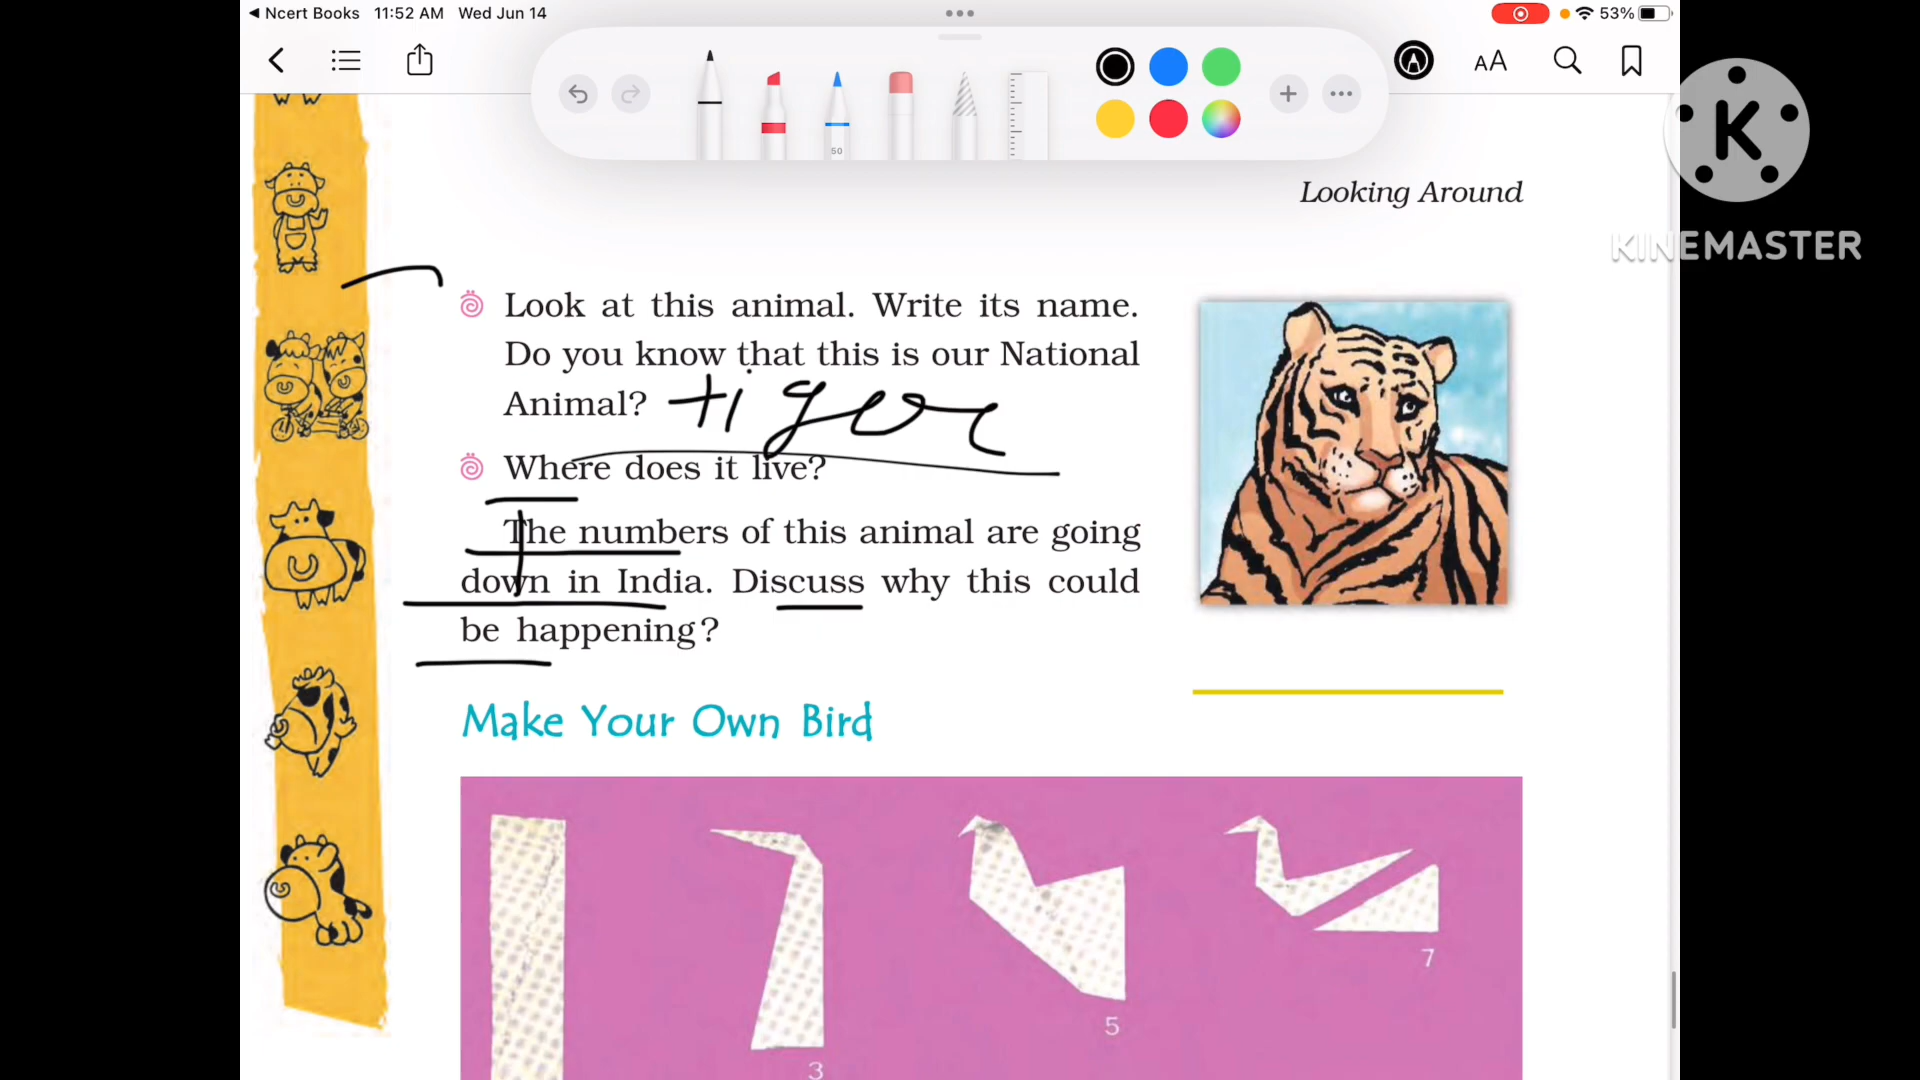 Ncert Books 11:52 AM Wed Jun 14
53%
50
AA
K
KINEMASTER
Looking Around
Look at this animal. Write its name.
Do you know that this is our National
Animal? tiger
Where does it live?
The numbers of this animal are going
down in India. Discuss why this could
be happening?
Make Your Own Bird
7
5
3